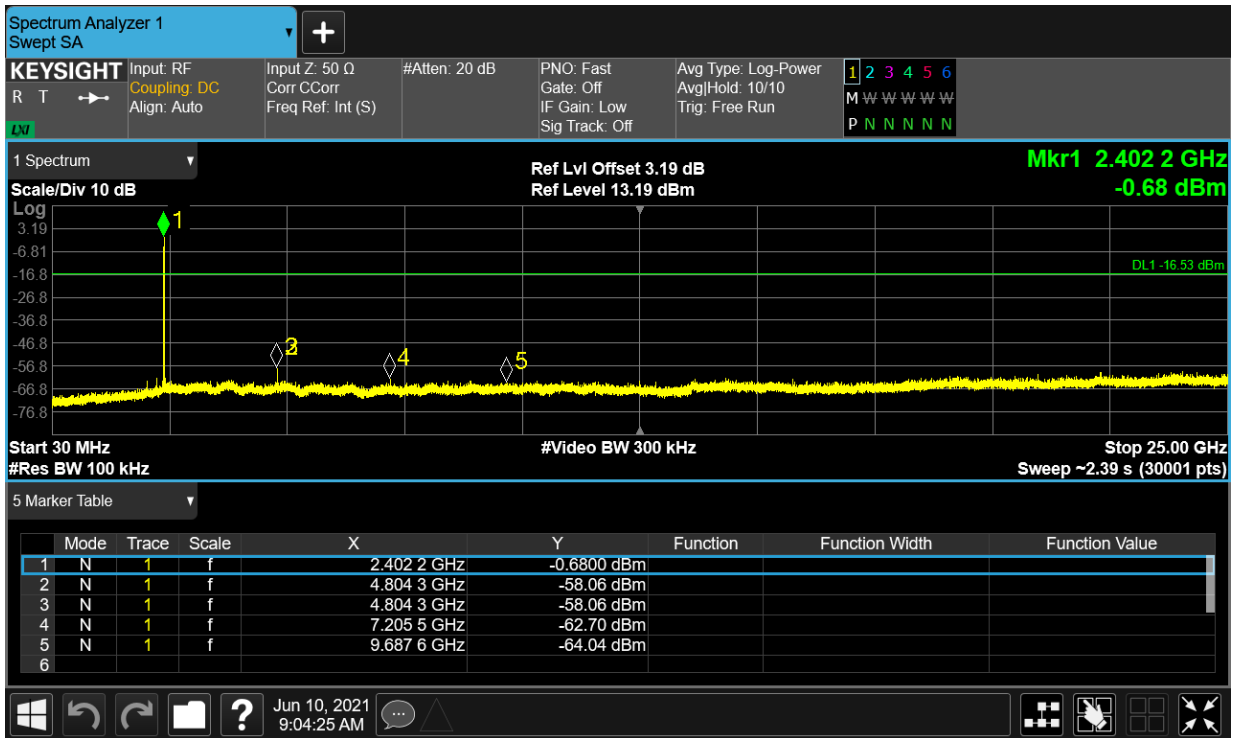 Spectrum Analyzer 1
Swept SA
+
KEYSIGHT
R T
LXI
Input: RF
Coupling: DC
Align: Auto
Input Z: 50 Ω
Corr CCorr
Freq Ref: Int (S)
#Atten: 20 dB
PNO: Fast
Gate: Off
IF Gain: Low
Sig Track: Off
Avg Type: Log-Power
Avg|Hold: 10/10
Trig: Free Run
1 2 3 4 5 6
M W W W W W
P N N N N N
1 Spectrum
Scale/Div 10 dB
Ref Lvl Offset 3.19 dB
Ref Level 13.19 dBm
Mkr1 2.402 2 GHz
-0.68 dBm
Log
3.19
-6.81
-16.8
-26.8
-36.8
-46.8
-56.8
-66.8
-76.8
1
DL1 -16.53 dBm
2
3
4
5
Start 30 MHz
#Video BW 300 kHz
Stop 25.00 GHz
#Res BW 100 kHz
Sweep ~2.39 s (30001 pts)
5 Marker Table
Mode Trace Scale X Y Function Function Width Function Value
1 N 1 f 2.402 2 GHz -0.6800 dBm
2 N 1 f 4.804 3 GHz -58.06 dBm
3 N 1 f 4.804 3 GHz -58.06 dBm
4 N 1 f 7.205 5 GHz -62.70 dBm
5 N 1 f 9.687 6 GHz -64.04 dBm
6
?
Jun 10, 2021
9:04:25 AM